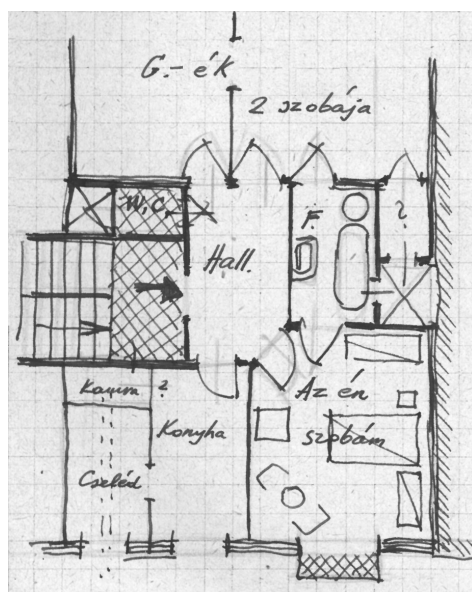 G.-ék
2 szobája
W.C.
F.
?
Hall.
Kamra ?
Az én
szobám
Konyha
Cseléd